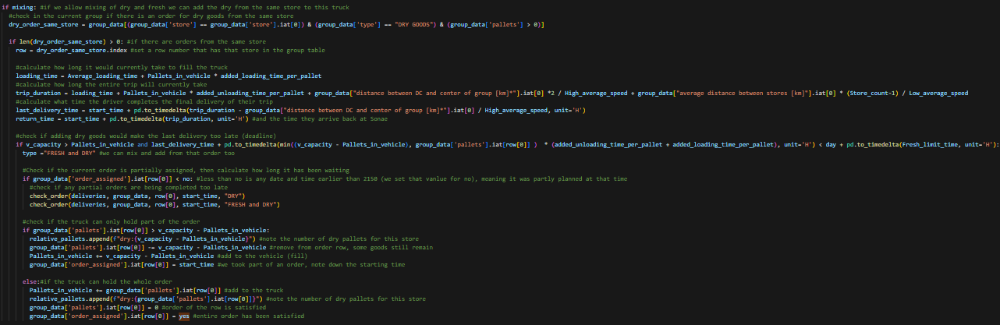 if mixing: #if we allow mixing of dry and fresh we can add the dry from the same store to this truck
#check in the current group if there is an order for dry goods from the same store
dry_order_same_store = group_data[(group_data['store'] == group_data['store'].iat[0]) & (group_data['type'] == "DRY GOODS") & (group_data['pallets'] > 0)]
if len(dry_order_same_store) > 0: #if there are orders from the same store
row = dry_order_same_store.index #set a row number that has that store in the group table
#calculate how long it would currently take to fill the truck
loading_time = Average_loading_time + Pallets_in_vehicle * added_loading_time_per_pallet
#calculate how long the entire trip will currently take
trip_duration = loading_time + Pallets_in_vehicle * added_unloading_time_per_pallet + group_data["distance between DC and center of group [km]*"].iat[0] *2 / High_average_speed + group_data["average distance between stores [km]"].iat[0] * (Store_count-1) / Low_average_speed
#calculate what time the driver completes the final delivery of their trip
last_delivery_time = start_time + pd.to_timedelta(trip_duration - group_data["distance between DC and center of group [km]*"].iat[0] / High_average_speed, unit='H')
return_time = start_time + pd.to_timedelta(trip_duration, unit='H') #and the time they arrive back at Sonae
#check if adding dry goods would make the last delivery too late (deadline)
if v_capacity > Pallets_in_vehicle and last_delivery_time + pd.to_timedelta(min((v_capacity - Pallets_in_vehicle), group_data['pallets'].iat[row[0]] ) * (added_unloading_time_per_pallet + added_loading_time_per_pallet), unit='H') < day + pd.to_timedelta(Fresh_limit_time, unit='H'):
type ="FRESH and DRY" #we can mix and add from that order too
#Check if the current order is partially assigned, then calculate how long it has been waiting
if group_data['order_assigned'].iat[row[0]] < no: #less than no is any date and time earlier than 2150 (we set that vanlue for no), meaning it was partly planned at that time
#check if any partial orders are being completed too late
check_order(deliveries, group_data, row[0], start_time, "DRY")
check_order(deliveries, group_data, row[0], start_time, "FRESH and DRY")
#check if the truck can only hold part of the order
if group_data['pallets'].iat[row[0]] > v_capacity - Pallets_in_vehicle:
relative_pallets.append(f"dry:{v_capacity - Pallets_in_vehicle}") #note the number of dry pallets for this store
group_data['pallets'].iat[row[0]] -= v_capacity - Pallets_in_vehicle #remove from order row, some goods still remain
Pallets_in_vehicle += v_capacity - Pallets_in_vehicle #add to the vehicle (fill)
group_data['order_assigned'].iat[row[0]] = start_time #we took part of an order, note down the starting time
else:#if the truck can hold the whole order
Pallets_in_vehicle += group_data['pallets'].iat[row[0]] #add to the truck
relative_pallets.append(f"dry:{group_data['pallets'].iat[row[0]]}") #note the number of dry pallets for this store
group_data['pallets'].iat[row[0]] = 0 #order of the row is satisfied
group_data['order_assigned'].iat[row[0]] = yes #entire order has been satisfied